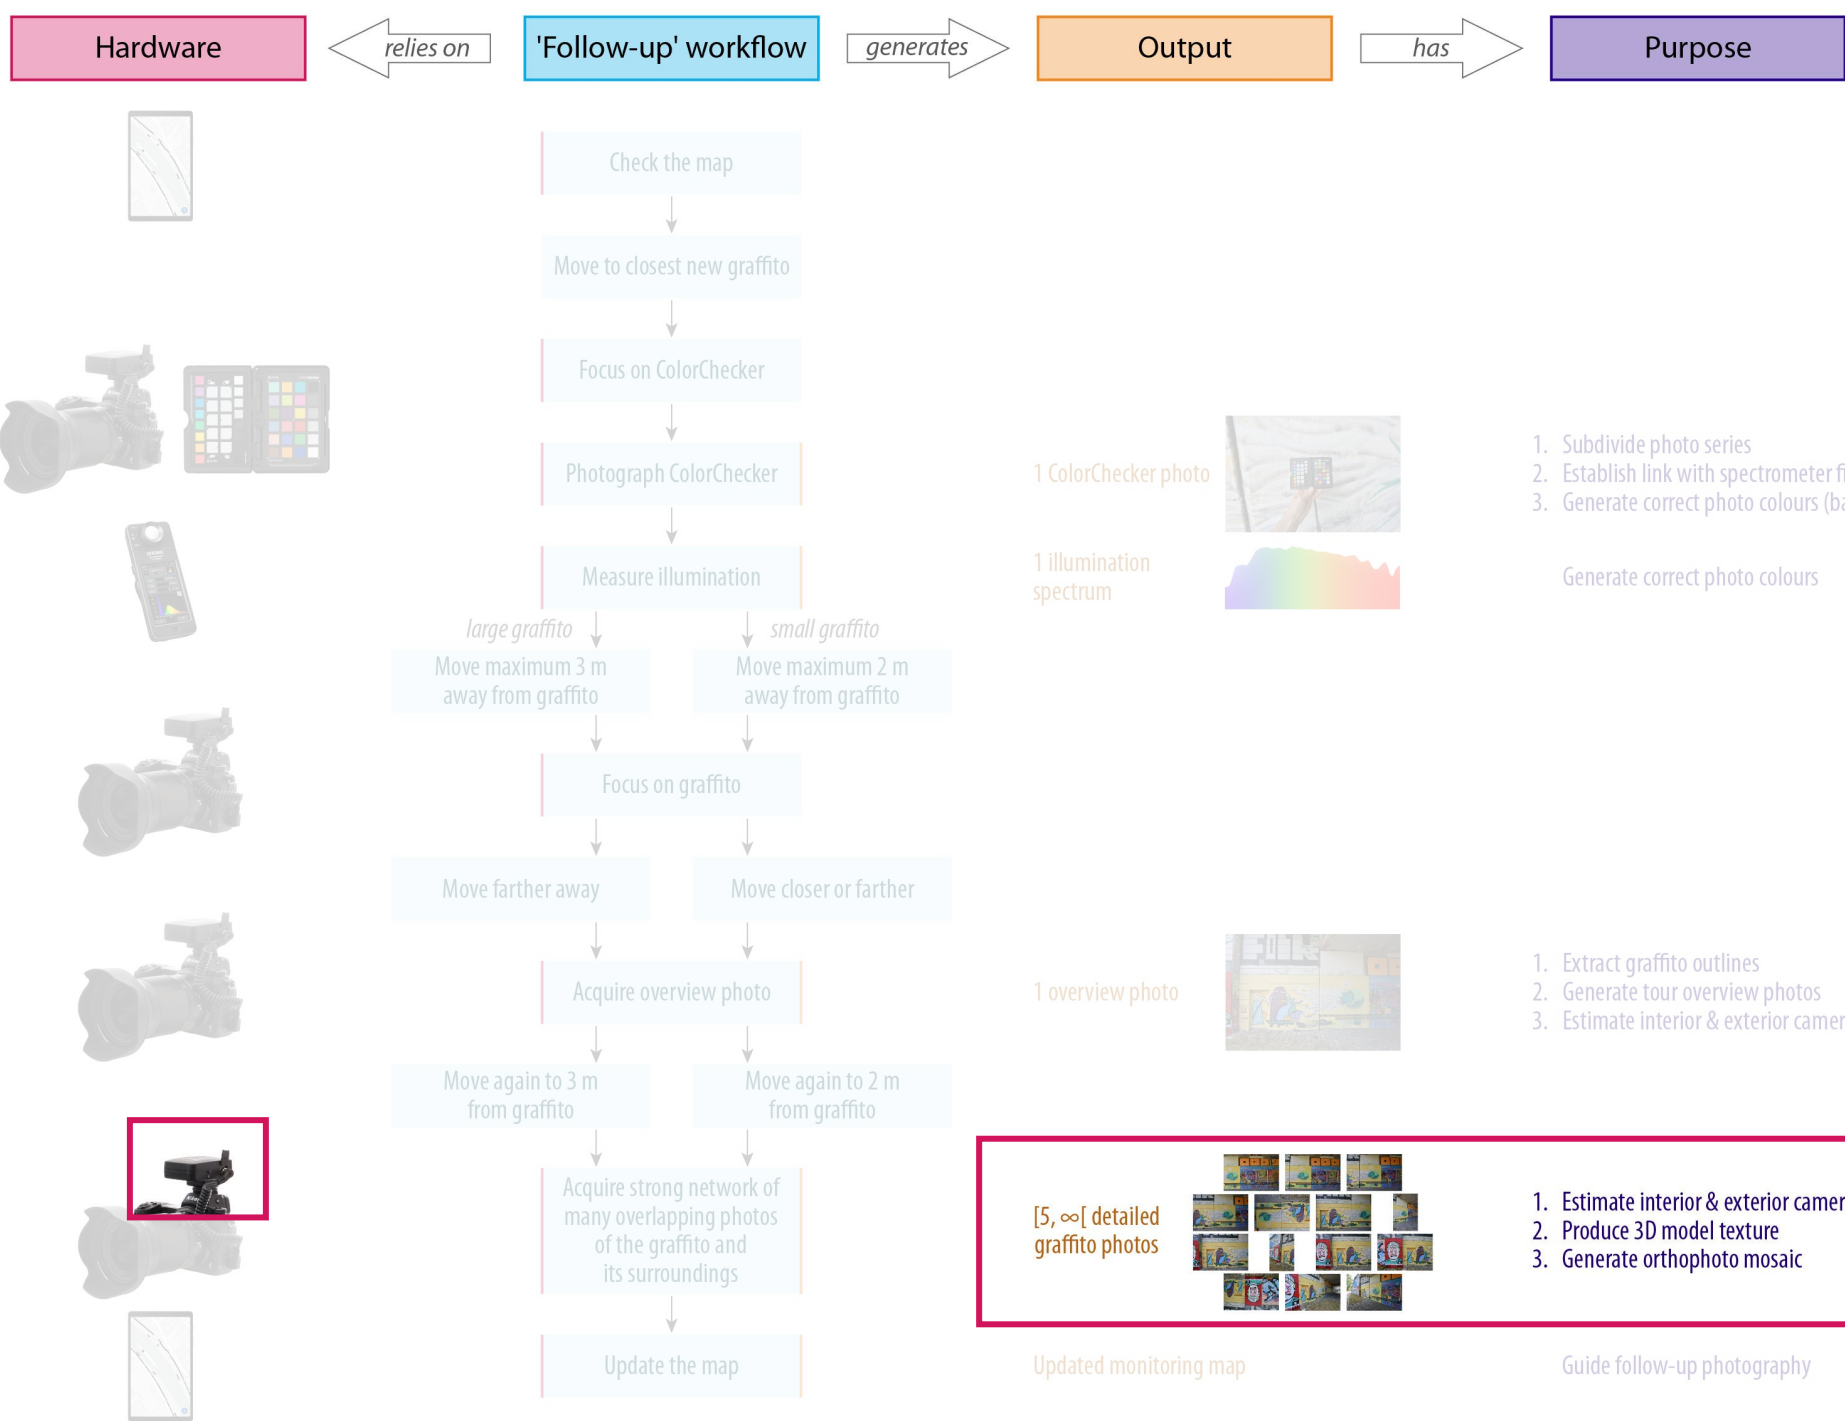 Hardware
relies on
'Follow-up' workflow
generates
Output
has
Purpose
Check the map
Move to closest new graffito
Focus on ColorChecker
Photograph ColorChecker
1 ColorChecker photo
1. Subdivide photo series
2. Establish link with spectrometer fi
3. Generate correct photo colours (ba
Measure illumination
1 illumination
spectrum
Generate correct photo colours
large graffito
small graffito
Move maximum 3 m
away from graffito
Move maximum 2 m
away from graffito
Focus on graffito
Move farther away
Move closer or farther
Acquire overview photo
1 overview photo
1. Extract graffito outlines
2. Generate tour overview photos
3. Estimate interior & exterior camer
Move again to 3 m
from graffito
Move again to 2 m
from graffito
Acquire strong network of
many overlapping photos
of the graffito and
its surroundings
[5, ∞[ detailed
graffito photos
1. Estimate interior & exterior camer
2. Produce 3D model texture
3. Generate orthophoto mosaic
Update the map
Updated monitoring map
Guide follow-up photography